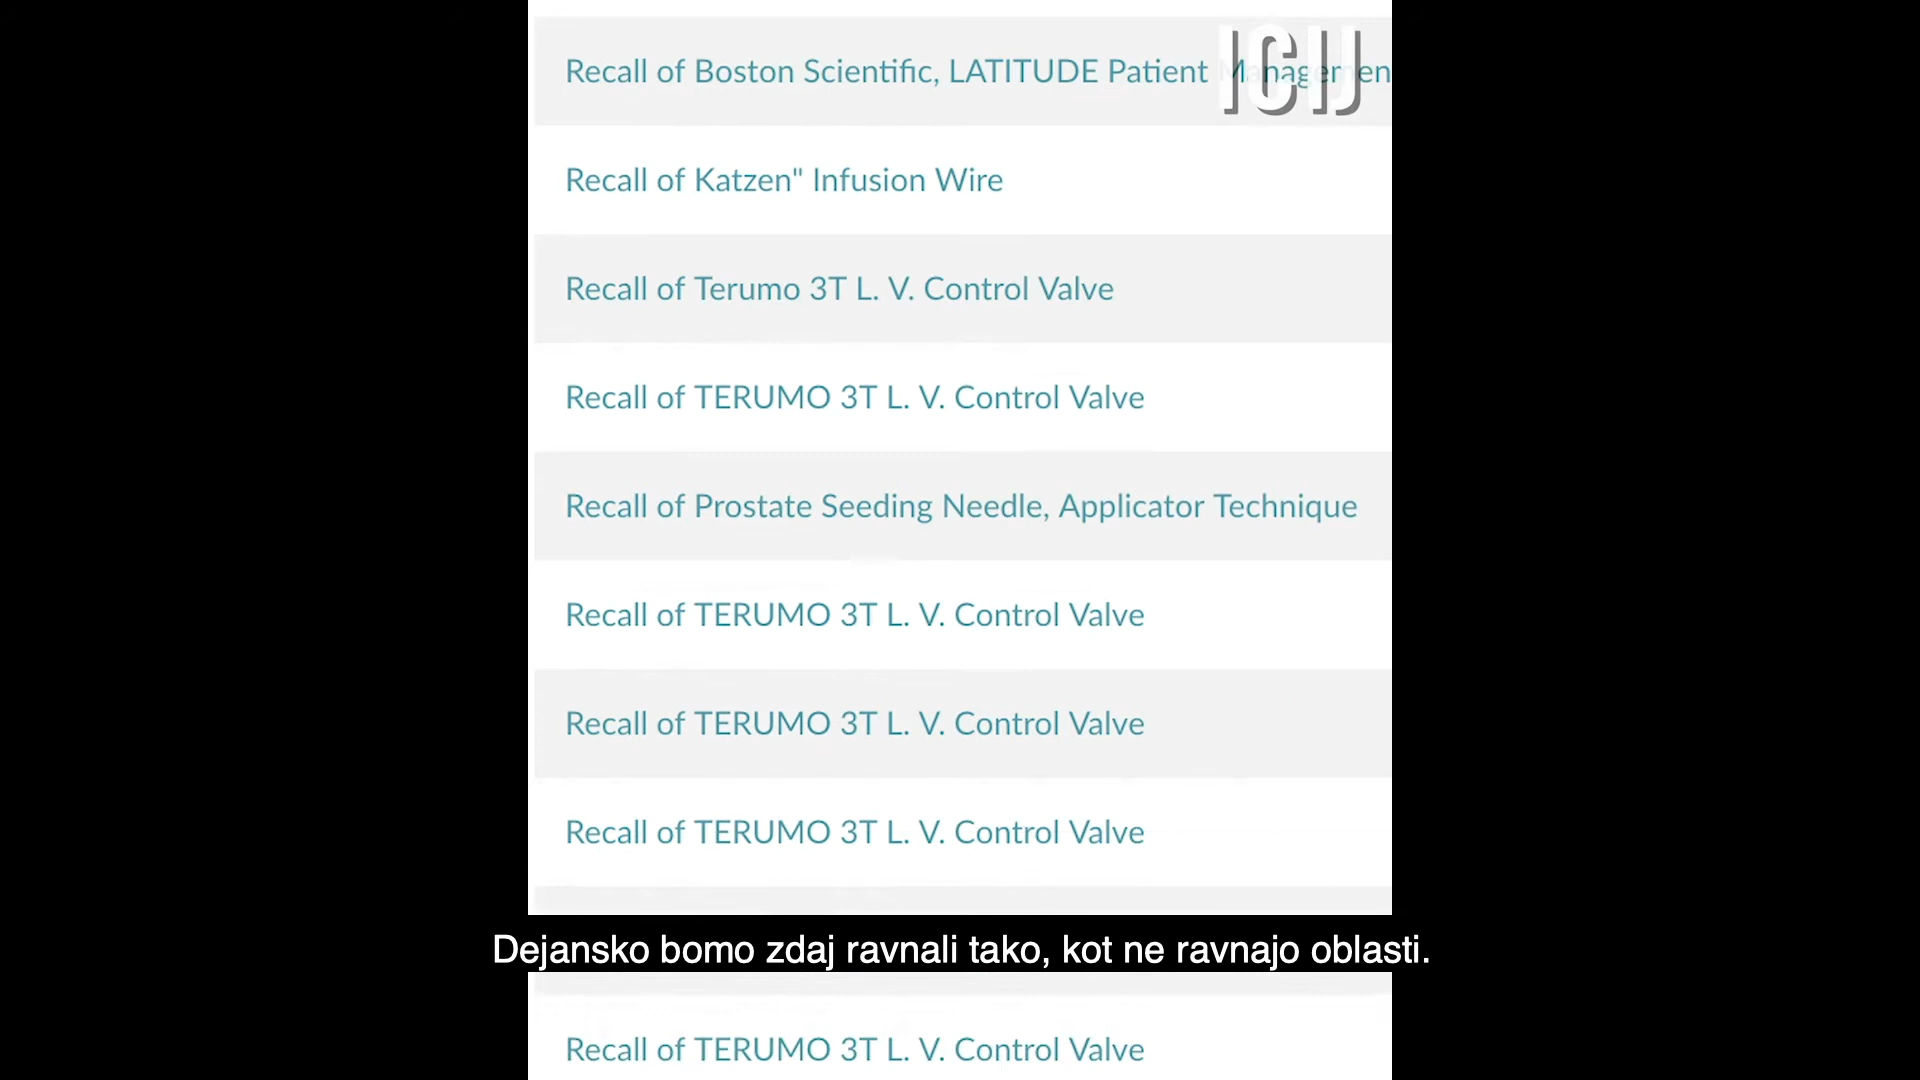 Recall of Boston Scientific, LATITUDE Patient Managemen
ICIJ
Recall of Katzen" Infusion Wire
Recall of Terumo 3T L. V. Control Valve
Recall of TERUMO 3T L. V. Control Valve
Recall of Prostate Seeding Needle, Applicator Technique
Recall of TERUMO 3T L. V. Control Valve
Recall of TERUMO 3T L. V. Control Valve
Recall of TERUMO 3T L. V. Control Valve
Dejansko bomo zdaj ravnali tako, kot ne ravnajo oblasti.
Recall of TERUMO 3T L. V. Control Valve